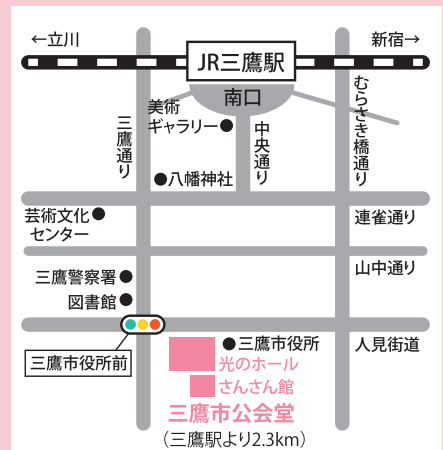 ←立川
新宿→
JR三鷹駅
南口
美術
ギャラリー
三鷹通り
中央通り
むらさき橋通り
八幡神社
芸術文化
センター
連雀通り
山中通り
三鷹警察署
図書館
三鷹市役所
人見街道
三鷹市役所前
光のホール
さんさん館
三鷹市公会堂
（三鷹駅より2.3km）